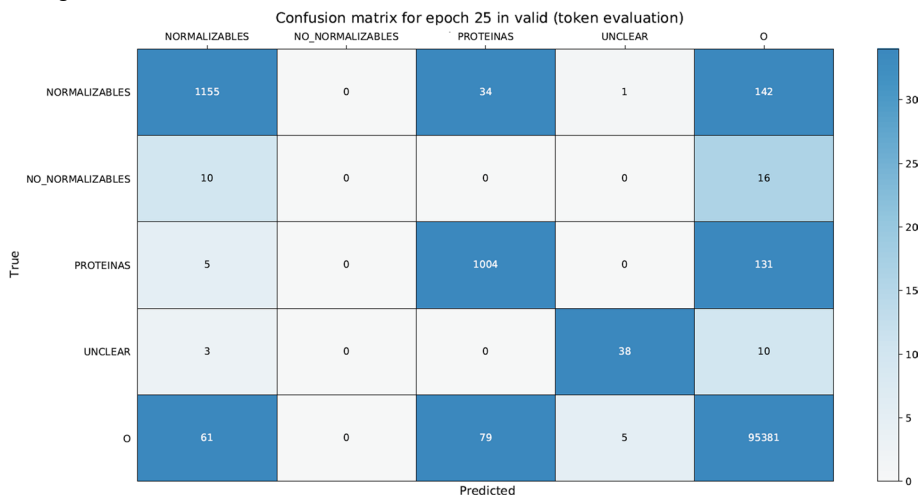 Confusion matrix for epoch 25 in valid (token evaluation)
NORMALIZABLES NO_NORMALIZABLES PROTEINAS UNCLEAR O
NORMALIZABLES 1155 0 34 1 142
NO_NORMALIZABLES 10 0 0 0 16
PROTEINAS 5 0 1004 0 131
UNCLEAR 3 0 0 38 10
O 61 0 79 5 95381
True
Predicted
30
25
20
15
10
5
0